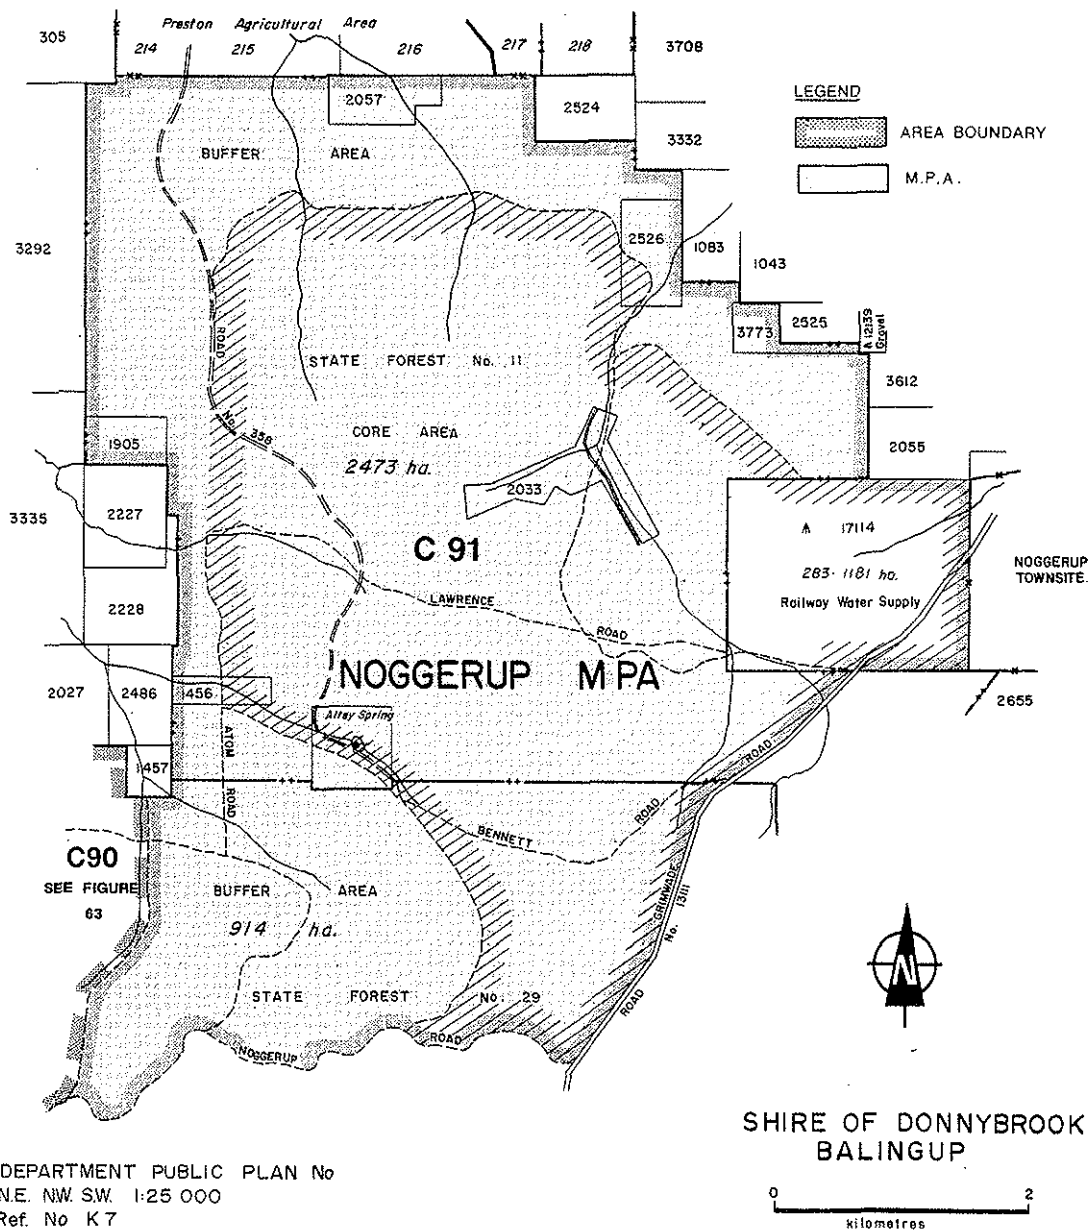 Preston Agricultural Area
305
214
215
216
217
218
3708
2057
2524
LEGEND
AREA BOUNDARY
M.P.A.
3332
BUFFER AREA
3292
2526
1083
1043
3773
2525
A 12139
Gravel
ROAD
No. 358
STATE FOREST No. 11
3612
CORE AREA
2473 ha.
1905
2055
2033
3335
2227
C 91
17114
283·1181 ha.
Railway Water Supply
NOGGERUP
TOWNSITE
2228
LAWRENCE ROAD
NOGGERUP MPA
2027
2486
1456
2655
Alley Spring
ATOM ROAD
1457
ROAD
BENNETT ROAD
C90
SEE FIGURE
63
BUFFER AREA
914 ha.
GRIMWADE ROAD
No. 1311
STATE FOREST No. 29
NOGGERUP ROAD
N
SHIRE OF DONNYBROOK
BALINGUP
DEPARTMENT PUBLIC PLAN No
N.E. NW. S.W. 1:25 000
Ref. No K 7
0 2
kilometres